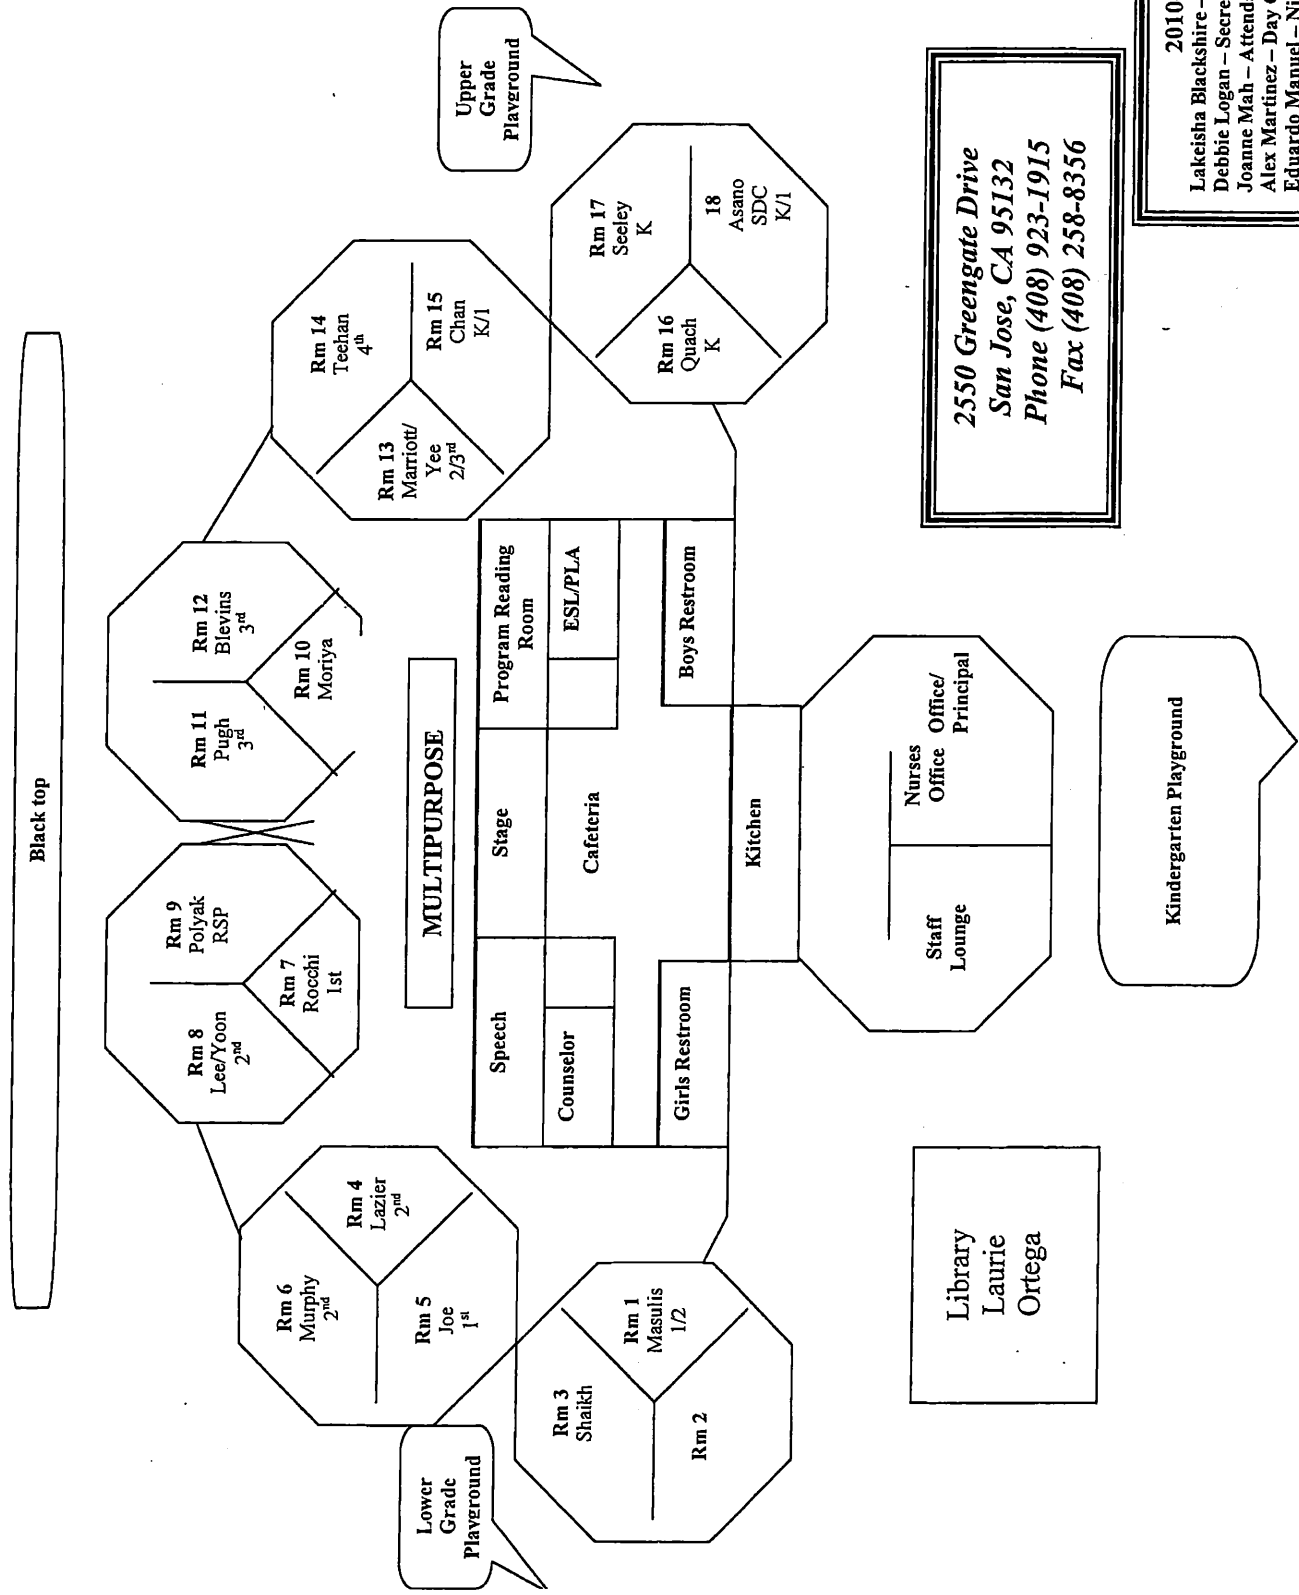 Black top
Upper
Grade
Playground
Rm 8
Lee/Yoon
2nd
Rm 9
Polyak
RSP
Rm 7
Rocchi
1st
Rm 11
Pugh
3rd
Rm 12
Blevins
3rd
Rm 10
Moriya
Rm 6
Murphy
2nd
Rm 4
Lazier
2nd
Rm 5
Joe
1st
Rm 14
Teehan
4th
Rm 13
Marriott/
Yee
2/3rd
Rm 15
Chan
K/1
MULTIPURPOSE
Speech
Stage
Program Reading
Room
Counselor
Cafeteria
ESL/PLA
Girls Restroom
Boys Restroom
Kitchen
Lower
Grade
Playground
Rm 3
Shaikh
Rm 1
Masulis
1/2
Rm 2
Rm 17
Seeley
K
Rm 16
Quach
K
18
Asano
SDC
K/1
Staff
Lounge
Nurses
Office
Office/
Principal
Library
Laurie
Ortega
2550 Greengate Drive
San Jose, CA 95132
Phone (408) 923-1915
Fax (408) 258-8356
Kindergarten Playground
2010
Lakeisha Blackshire –
Debbie Logan – Secre
Joanne Mah – Attend
Alex Martinez – Day
Eduardo Manuel – Ni